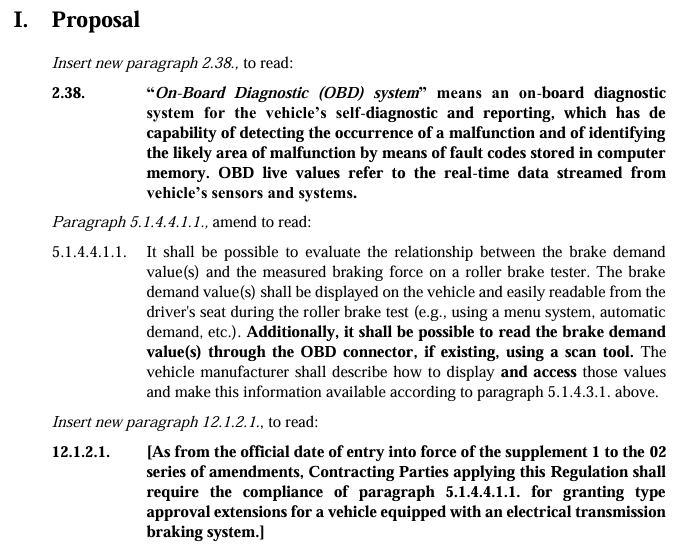 I. Proposal
Insert new paragraph 2.38., to read:
2.38. “On-Board Diagnostic (OBD) system” means an on-board diagnostic
system for the vehicle’s self-diagnostic and reporting, which has de
capability of detecting the occurrence of a malfunction and of identifying
the likely area of malfunction by means of fault codes stored in computer
memory. OBD live values refer to the real-time data streamed from
vehicle’s sensors and systems.
Paragraph 5.1.4.4.1.1., amend to read:
5.1.4.4.1.1. It shall be possible to evaluate the relationship between the brake demand
value(s) and the measured braking force on a roller brake tester. The brake
demand value(s) shall be displayed on the vehicle and easily readable from the
driver's seat during the roller brake test (e.g., using a menu system, automatic
demand, etc.). Additionally, it shall be possible to read the brake demand
value(s) through the OBD connector, if existing, using a scan tool. The
vehicle manufacturer shall describe how to display and access those values
and make this information available according to paragraph 5.1.4.3.1. above.
Insert new paragraph 12.1.2.1., to read:
12.1.2.1. [As from the official date of entry into force of the supplement 1 to the 02
series of amendments, Contracting Parties applying this Regulation shall
require the compliance of paragraph 5.1.4.4.1.1. for granting type
approval extensions for a vehicle equipped with an electrical transmission
braking system.]